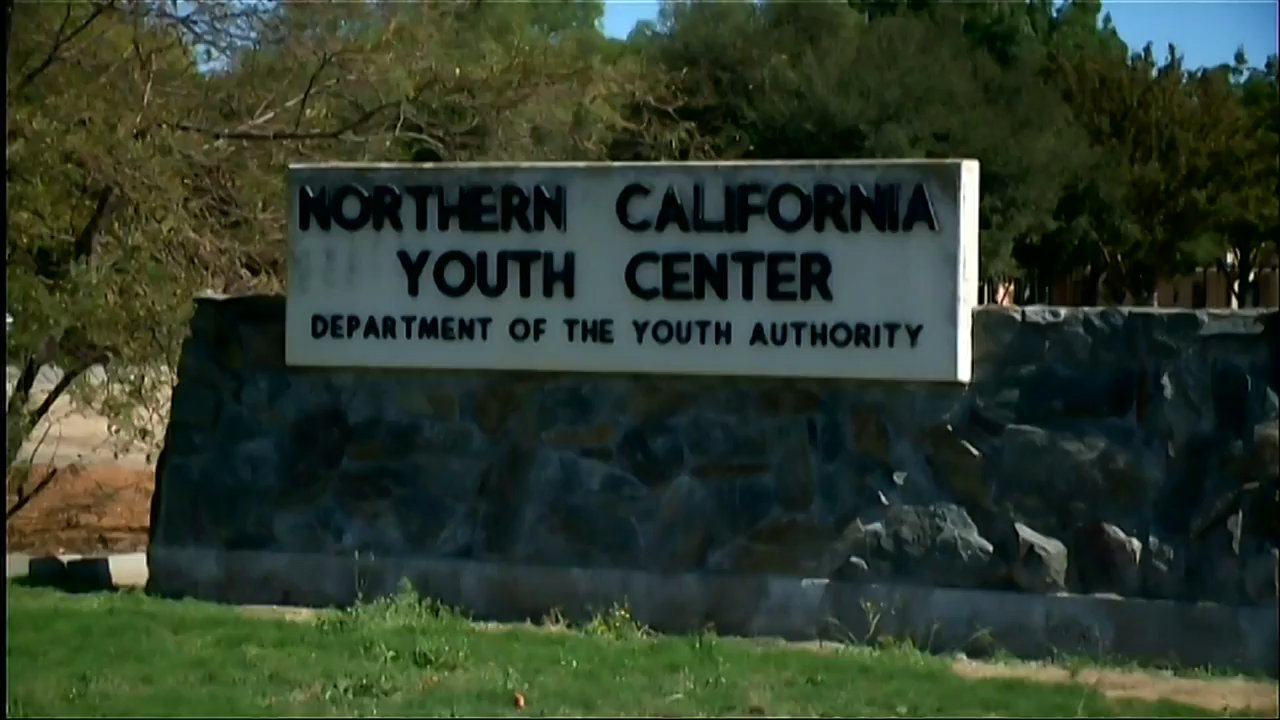 NORTHERN CALIFORNIA
YOUTH CENTER
DEPARTMENT OF THE YOUTH AUTHORITY